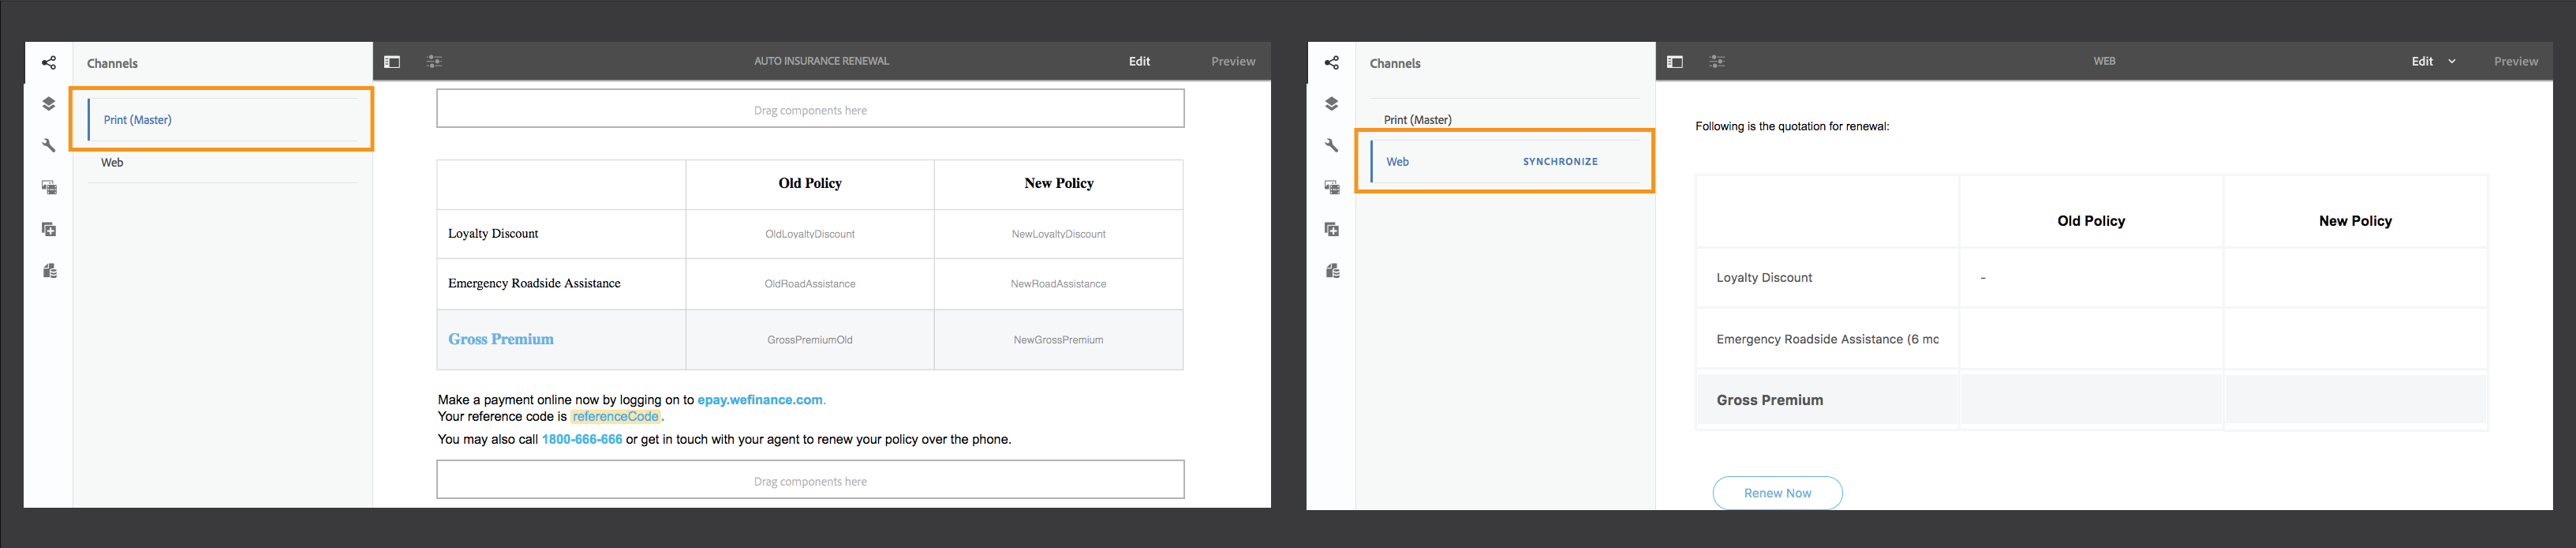 Channels
AUTO INSURANCE RENEWAL
Edit
Preview
Print (Master)
Web
Drag components here
Old Policy
New Policy
Loyalty Discount
OldLoyaltyDiscount
NewLoyaltyDiscount
Emergency Roadside Assistance
OldRoadAssistance
NewRoadAssistance
Gross Premium
GrossPremiumOld
NewGrossPremium
Make a payment online now by logging on to epay.wefinance.com.
Your reference code is referenceCode.
You may also call 1800-666-666 or get in touch with your agent to renew your policy over the phone.
Drag components here
Channels
WEB
Edit
Preview
Print (Master)
Web
SYNCHRONIZE
Following is the quotation for renewal:
Old Policy
New Policy
Loyalty Discount
-
Emergency Roadside Assistance (6 mc
Gross Premium
Renew Now